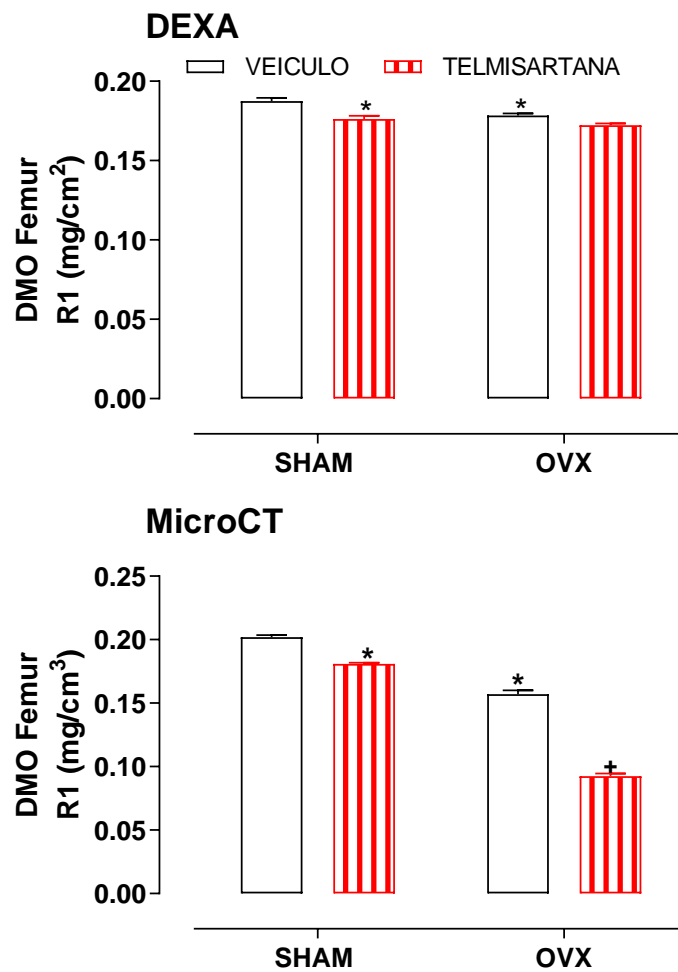 DEXA
VEICULO TELMISARTANA
DMO Femur
R1 (mg/cm²)
0.20
*
*
0.15
0.10
0.05
0.00
SHAM OVX
MicroCT
DMO Femur
R1 (mg/cm³)
0.25
0.20
*
*
0.15
+
0.10
0.05
0.00
SHAM OVX